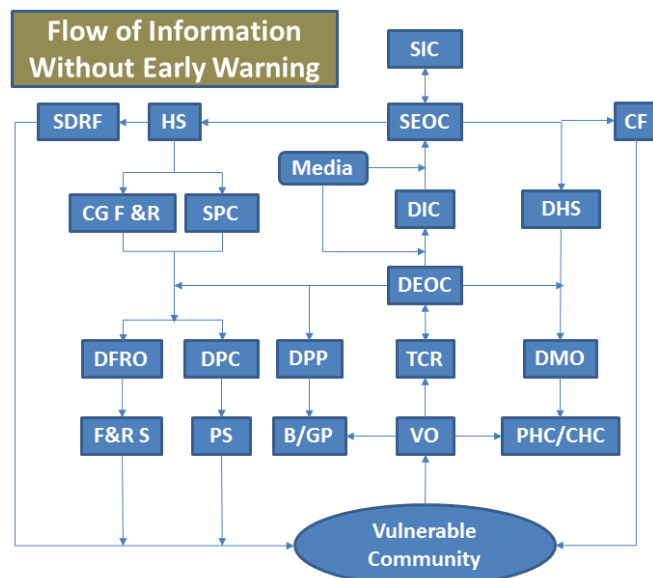 Flow of Information
Without Early Warning
SIC
SDRF
HS
SEOC
CF
Media
CG F &R
SPC
DIC
DHS
DEOC
DFRO
DPC
DPP
TCR
DMO
F&R S
PS
B/GP
VO
PHC/CHC
Vulnerable
Community